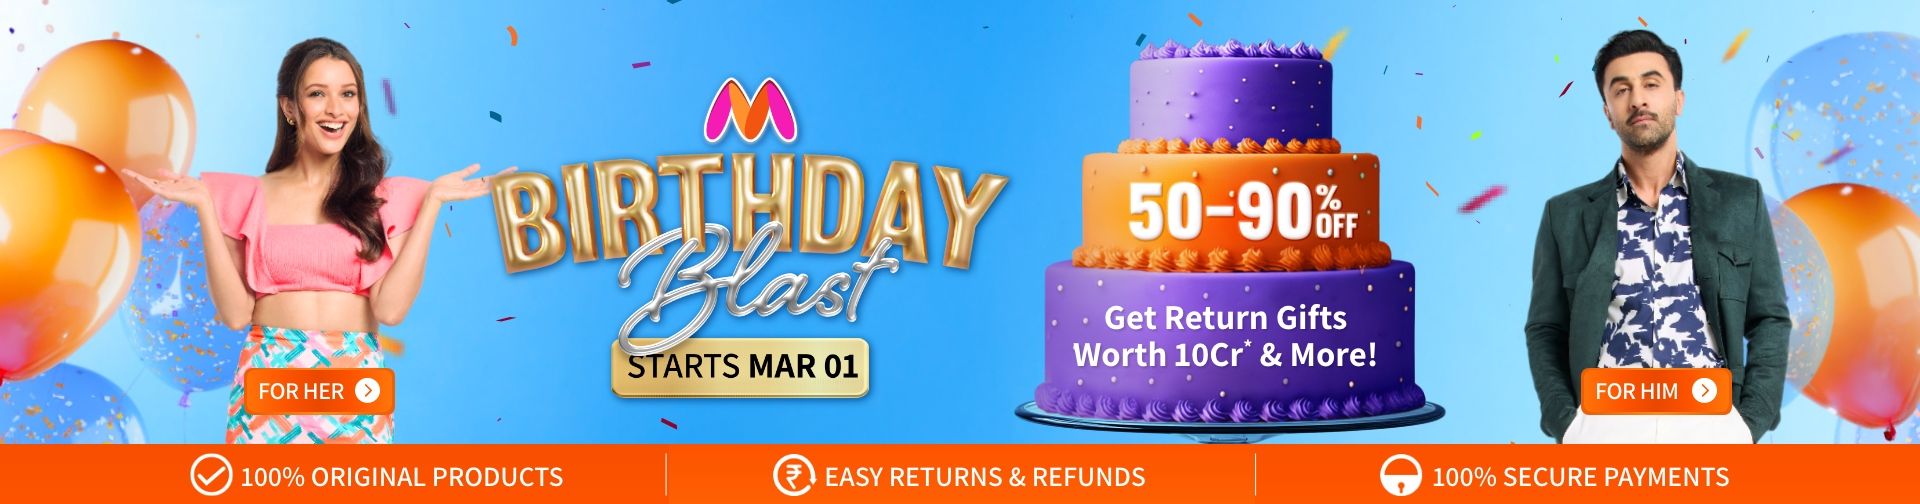 BIRTHDAY
Blast
STARTS MAR 01
50-90% OFF
Get Return Gifts
Worth 10Cr* & More!
FOR HER
FOR HIM
100% ORIGINAL PRODUCTS
EASY RETURNS & REFUNDS
100% SECURE PAYMENTS